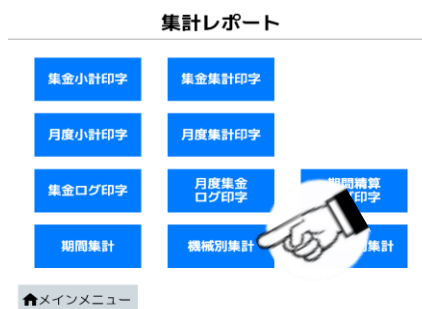 集計レポート
集金小計印字
集金集計印字
月度小計印字
月度集計印字
集金ログ印字
月度集金
ログ印字
期間精算
印字
期間集計
機械別集計
集計
メインメニュー